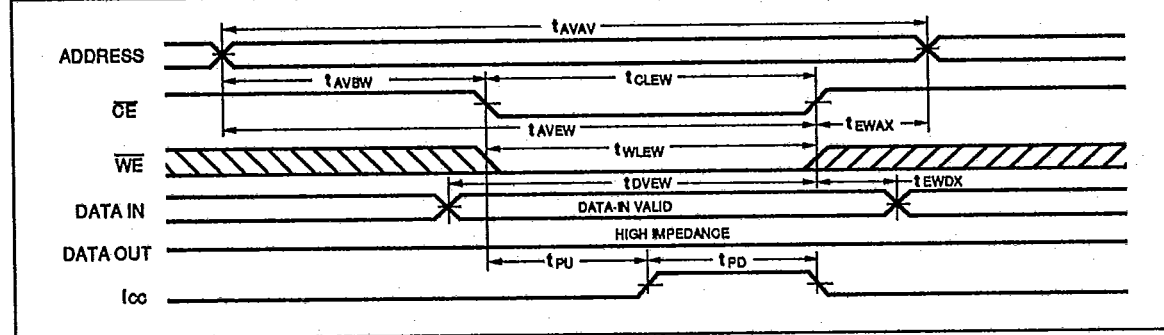 tAVAV
ADDRESS
tAVBW tCLEW
CE
tAVEW tEWAX
WE
tWLEW
tDVEW tEWDX
DATA IN DATA-IN VALID
HIGH IMPEDANCE
DATA OUT
tPU tPD
Icc